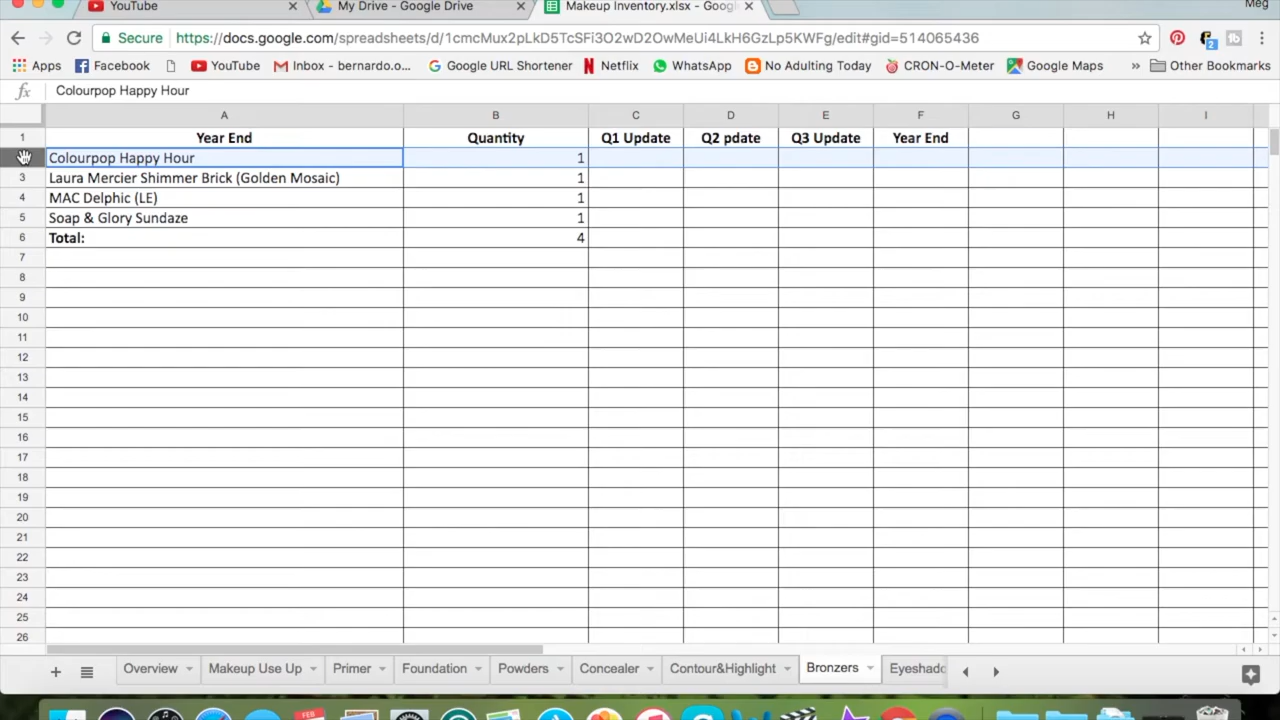 YouTube × My Drive - Google Drive × Makeup Inventory.xlsx - Googl × Meg
Secure https://docs.google.com/spreadsheets/d/1cmcMux2pLkD5TcSFi3O2wD2OwMeUi4LkH6GzLp5KWFg/edit#gid=514065436
Apps Facebook YouTube Inbox - bernardo.o... Google URL Shortener Netflix WhatsApp No Adulting Today CRON-O-Meter Google Maps » Other Bookmarks
fx Colourpop Happy Hour
A B C D E F G H I
1 Year End Quantity Q1 Update Q2 pdate Q3 Update Year End
Colourpop Happy Hour 1
3 Laura Mercier Shimmer Brick (Golden Mosaic) 1
4 MAC Delphic (LE) 1
5 Soap & Glory Sundaze 1
6 Total: 4
7
8
9
10
11
12
13
14
15
16
17
18
19
20
21
22
23
24
25
26
+ Overview Makeup Use Up Primer Foundation Powders Concealer Contour&Highlight Bronzers Eyeshado
FEB